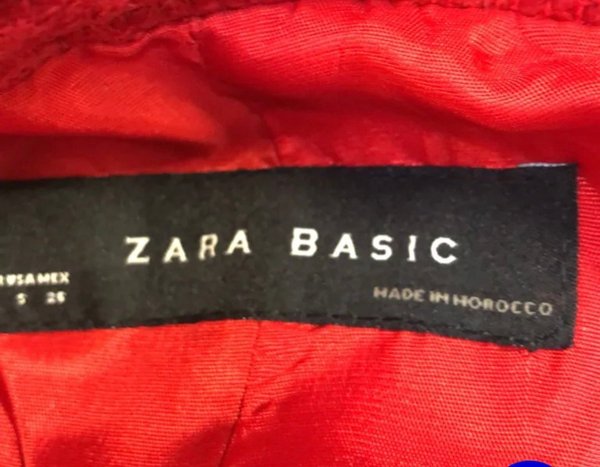 ZARA BASIC
USA MEX
S 26
MADE IN MOROCCO